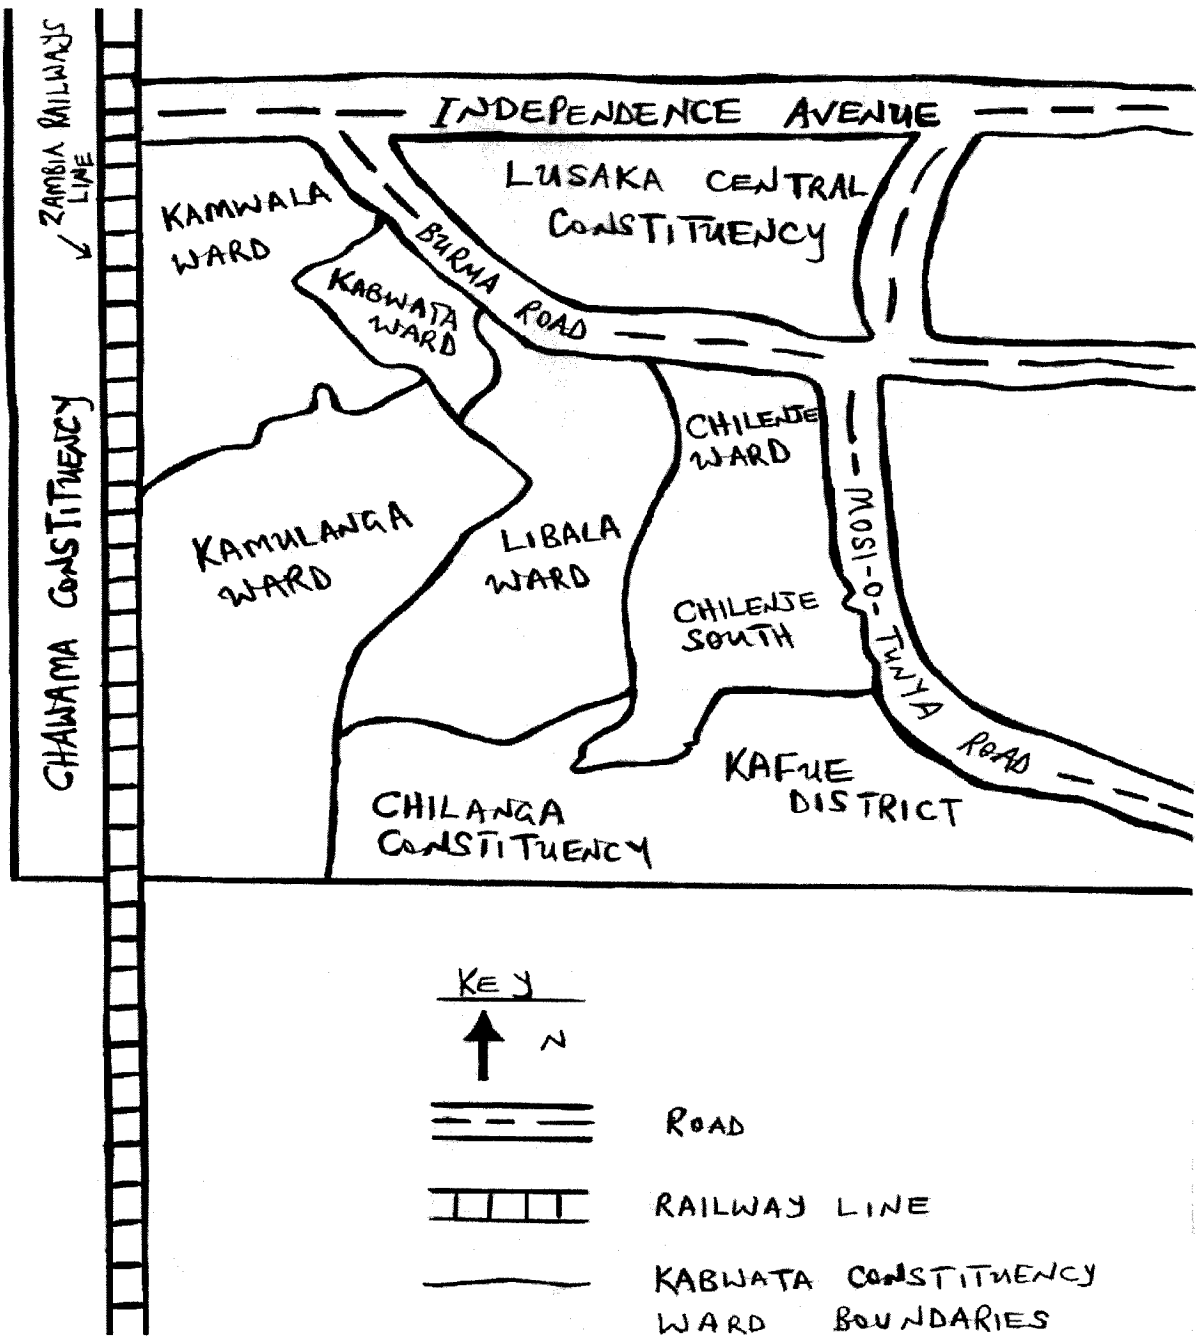 ZAMBIA RAILWAYS
LINE
INDEPENDENCE AVENUE
LUSAKA CENTRAL
CONSTITUENCY
KAMWALA
WARD
BURMA ROAD
KABWATA
WARD
CHILENJE
WARD
CHAWAMA CONSTITUENCY
KAMULANGA
WARD
LIBALA
WARD
MOSI-O-TUNYA ROAD
CHILENJE
SOUTH
KAFUE
DISTRICT
CHILANGA
CONSTITUENCY
KEY
N
ROAD
RAILWAY LINE
KABWATA CONSTITUENCY
WARD BOUNDARIES